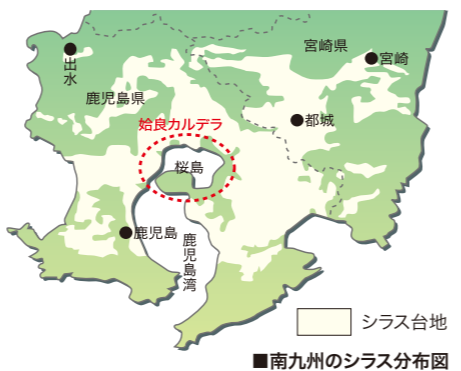 宮崎県
宮崎
出水
鹿児島県
都城
姶良カルデラ
桜島
鹿児島
鹿児島湾
シラス台地
■南九州のシラス分布図